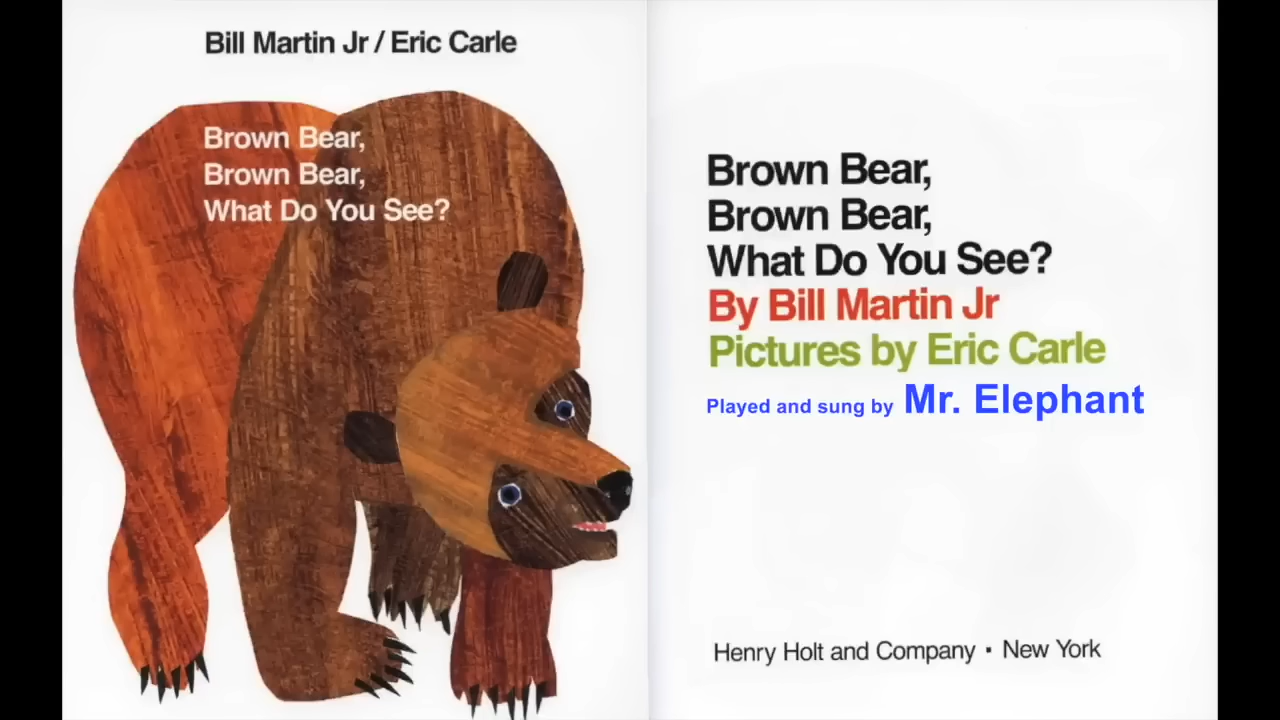 Bill Martin Jr / Eric Carle
Brown Bear,
Brown Bear,
What Do You See?
Brown Bear,
Brown Bear,
What Do You See?
By Bill Martin Jr
Pictures by Eric Carle
Played and sung by Mr. Elephant
Henry Holt and Company · New York